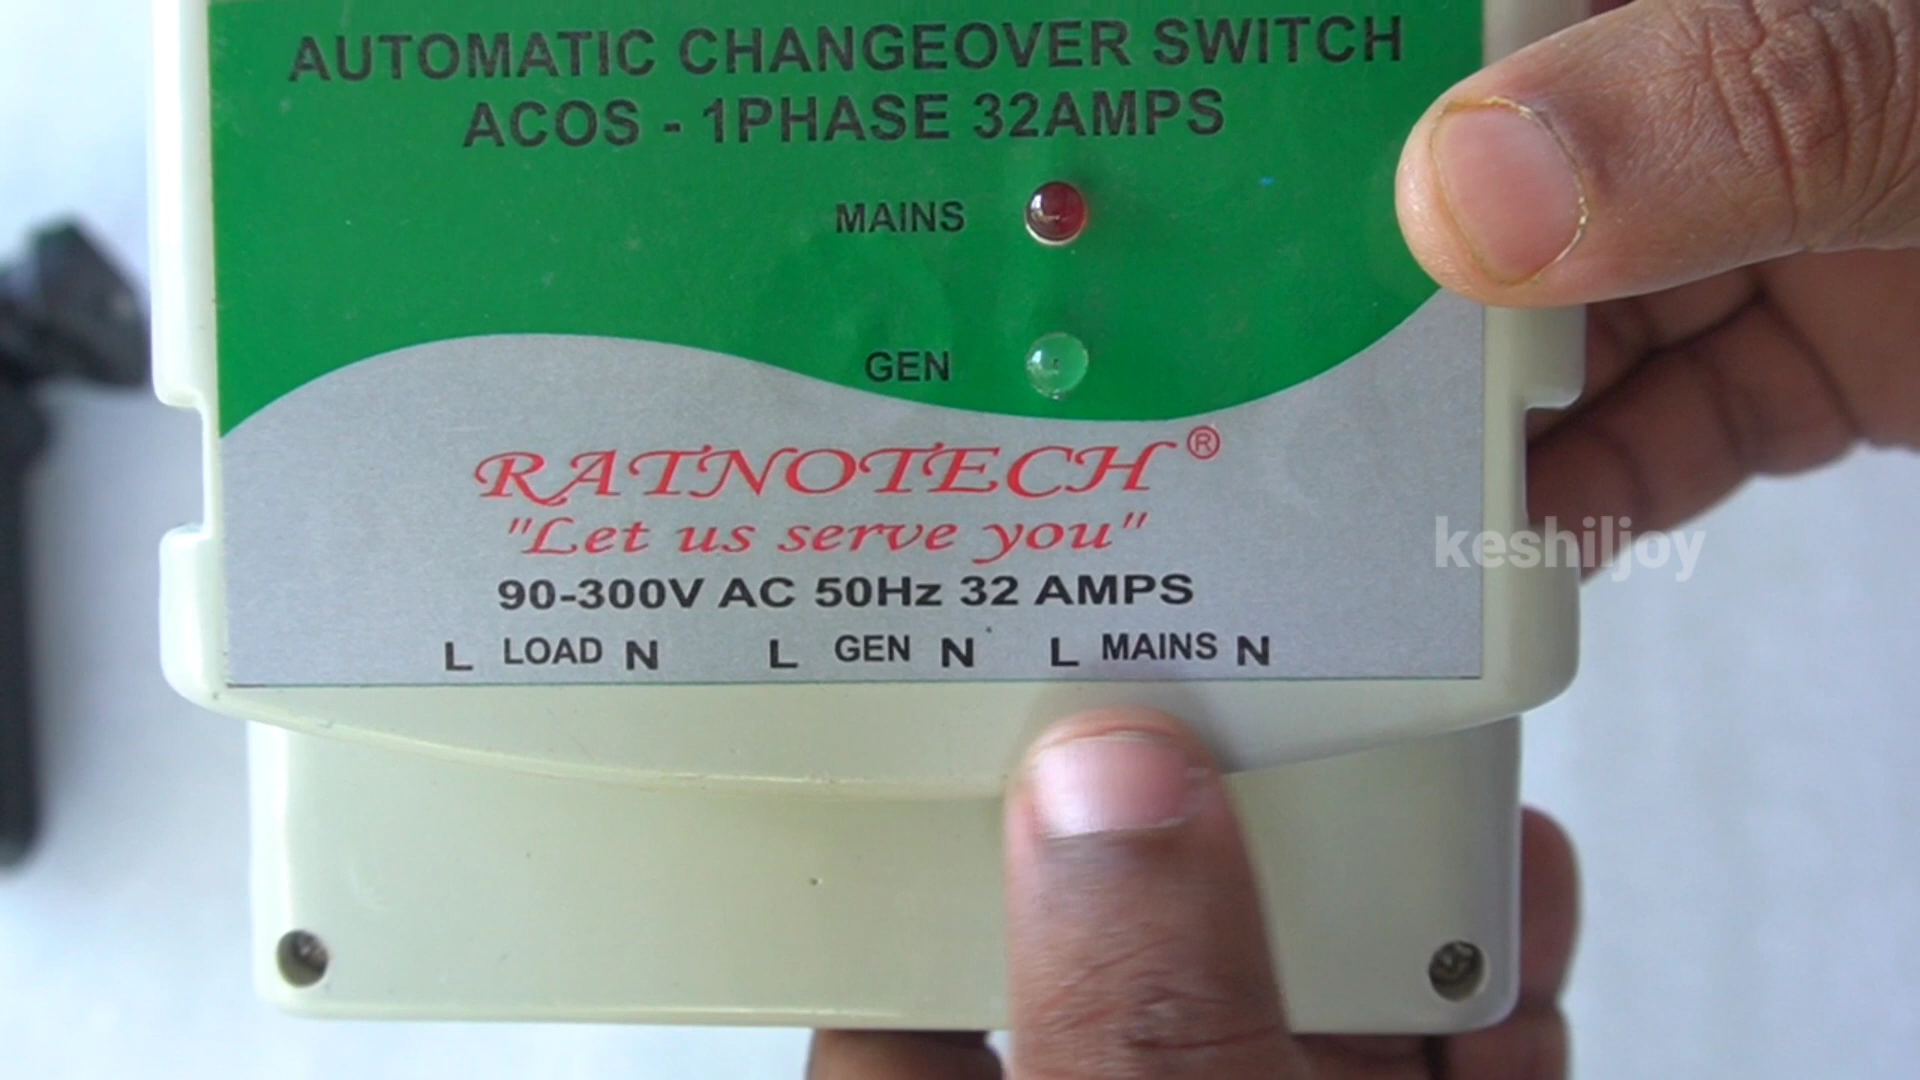 AUTOMATIC CHANGEOVER SWITCH
ACOS - 1PHASE 32AMPS
MAINS
GEN
RATNOTECH ®
"Let us serve you"
90-300V AC 50Hz 32 AMPS
L LOAD N L GEN N L MAINS N
keshiljoy